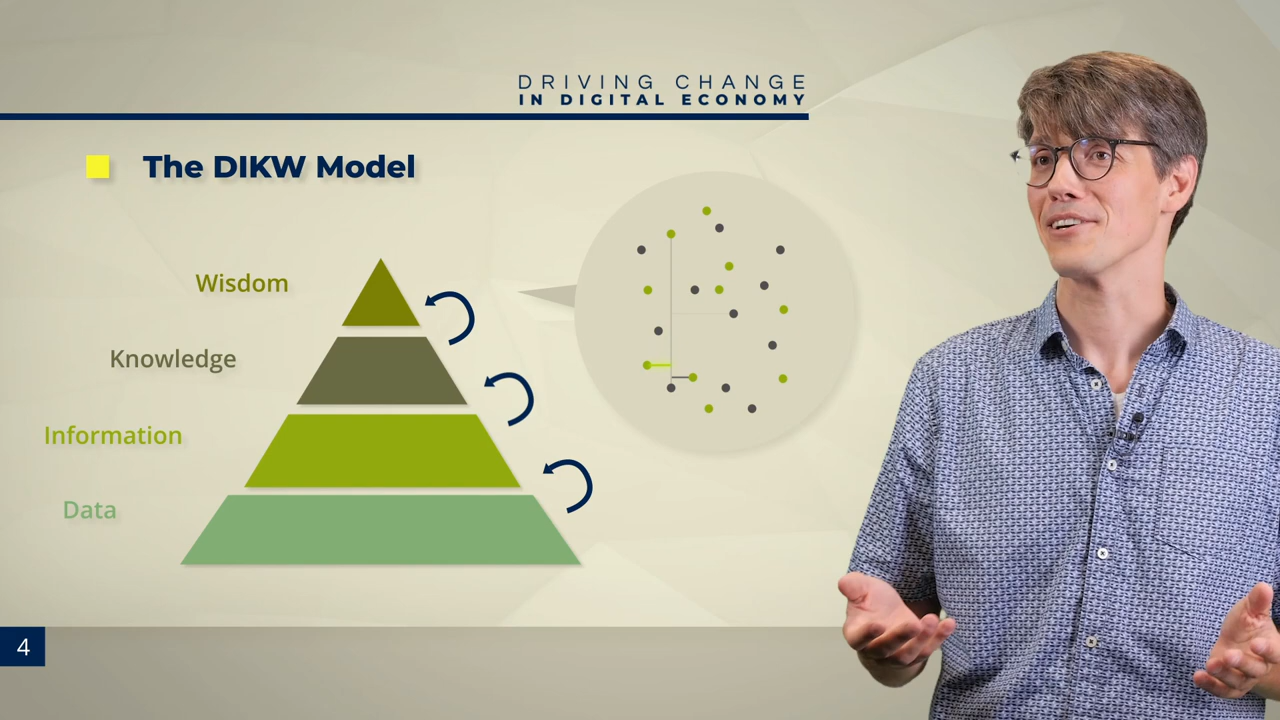 DRIVING CHANGE
IN DIGITAL ECONOMY
The DIKW Model
Wisdom
Knowledge
Information
Data
4